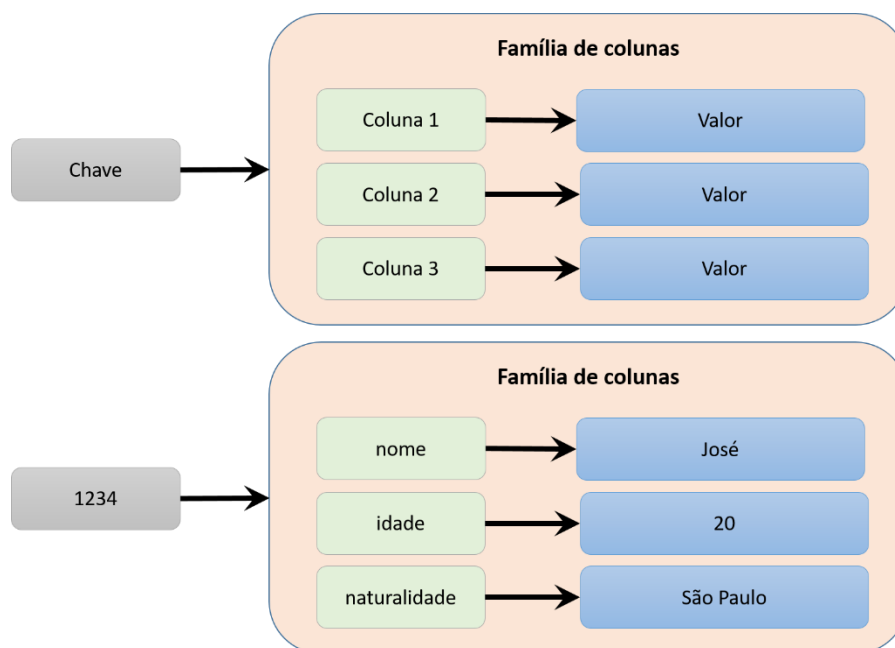 Família de colunas
Chave
Coluna 1
Valor
Coluna 2
Valor
Coluna 3
Valor
Família de colunas
1234
nome
José
idade
20
naturalidade
São Paulo